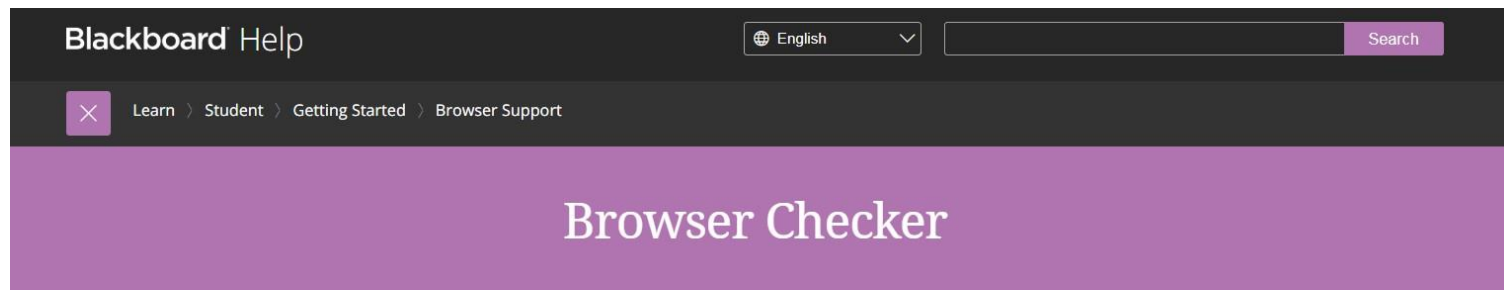 Blackboard Help
English
Search
Learn 〉 Student 〉 Getting Started 〉 Browser Support
Browser Checker